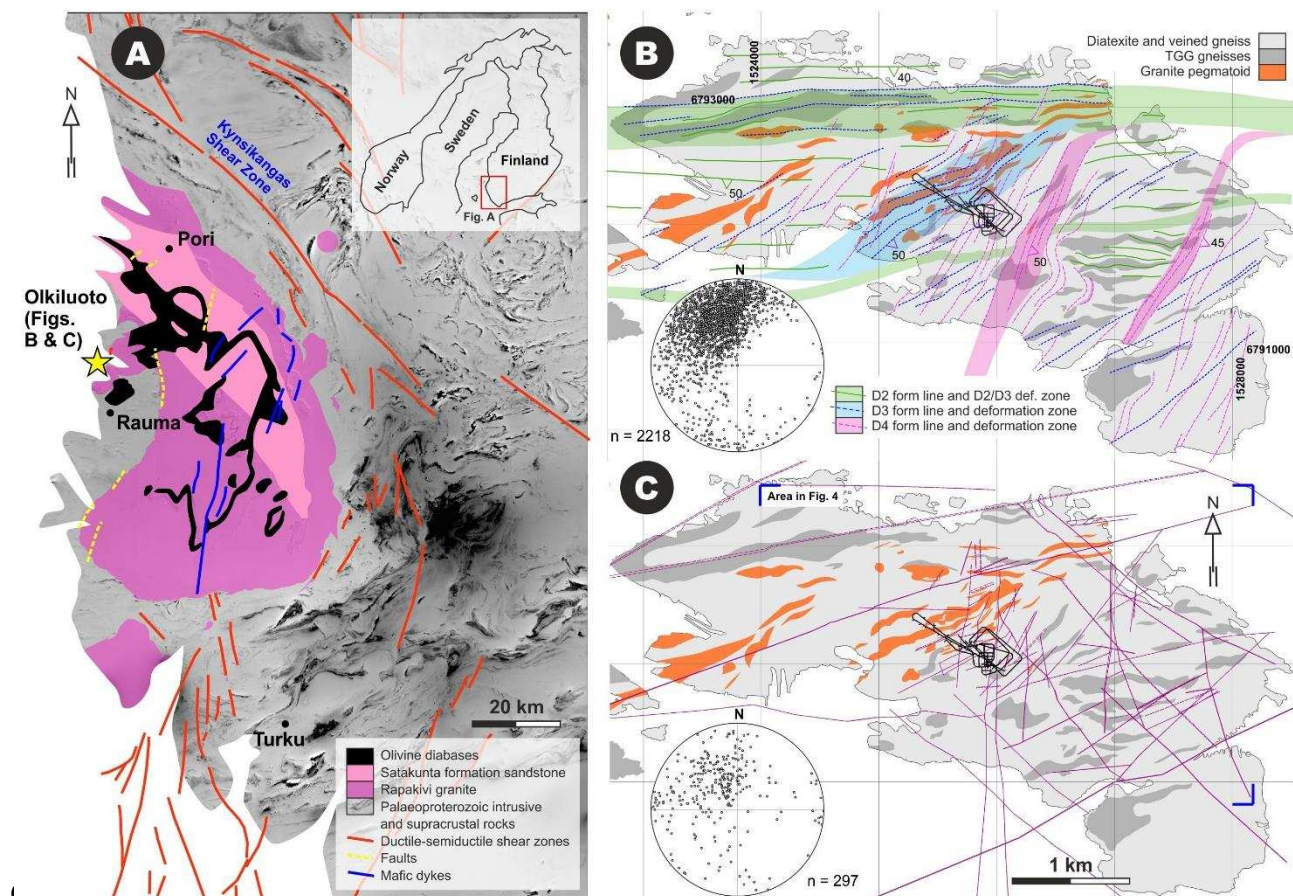 A
N
Kynsikangas
Shear Zone
Norway
Sweden
Finland
Fig. A
Pori
Olkiluoto
(Figs.
B & C)
Rauma
Turku
20 km
Olivine diabases
Satakunta formation sandstone
Rapakivi granite
Palaeoproterozoic intrusive
and supracrustal rocks
Ductile-semiductile shear zones
Faults
Mafic dykes
B
N
1524000
6793000
40
Diatexite and veined gneiss
TGG gneisses
Granite pegmatoid
50
50
50
45
6791000
1528000
N
n = 2218
D2 form line and D2/D3 def. zone
D3 form line and deformation zone
D4 form line and deformation zone
C
Area in Fig. 4
N
N
n = 297
1 km